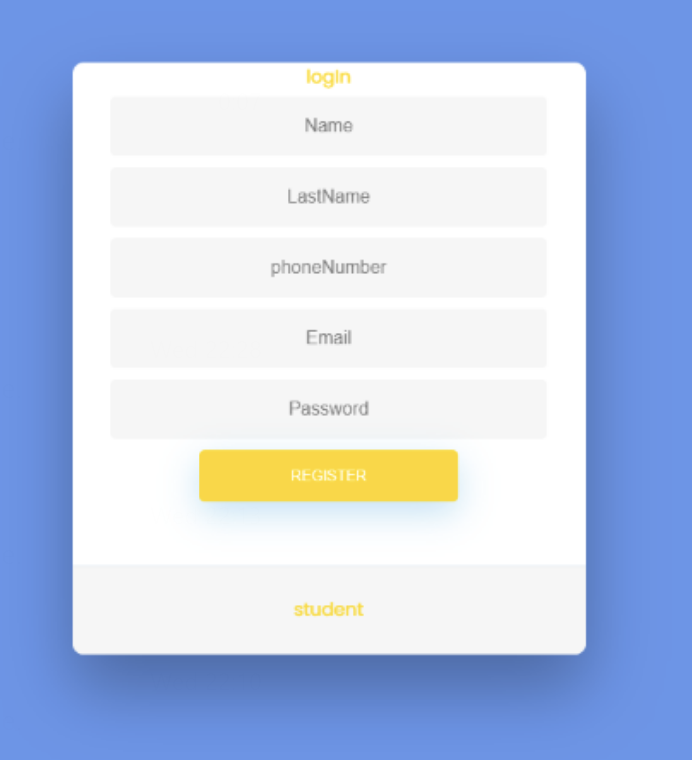 login
Name
LastName
phoneNumber
Email
Password
REGISTER
student